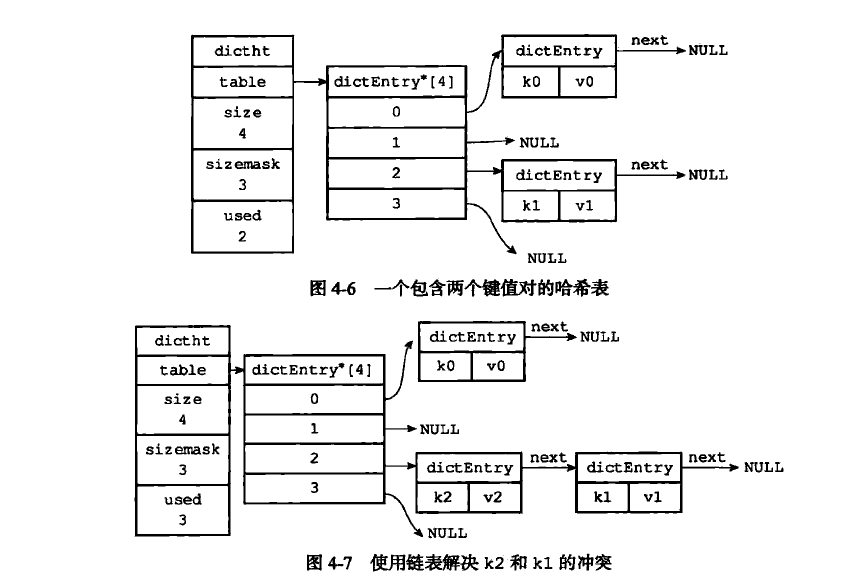 dictht
table
size
4
sizemask
3
used
2
dictEntry*[4]
0
1
2
3
dictEntry
k0 v0
next
NULL
NULL
dictEntry
k1 v1
next
NULL
NULL
图 4-6 一个包含两个键值对的哈希表
dictht
table
size
4
sizemask
3
used
3
dictEntry*[4]
0
1
2
3
dictEntry
k0 v0
next
NULL
NULL
dictEntry
k2 v2
next
dictEntry
k1 v1
next
NULL
NULL
图 4-7 使用链表解决 k2 和 k1 的冲突